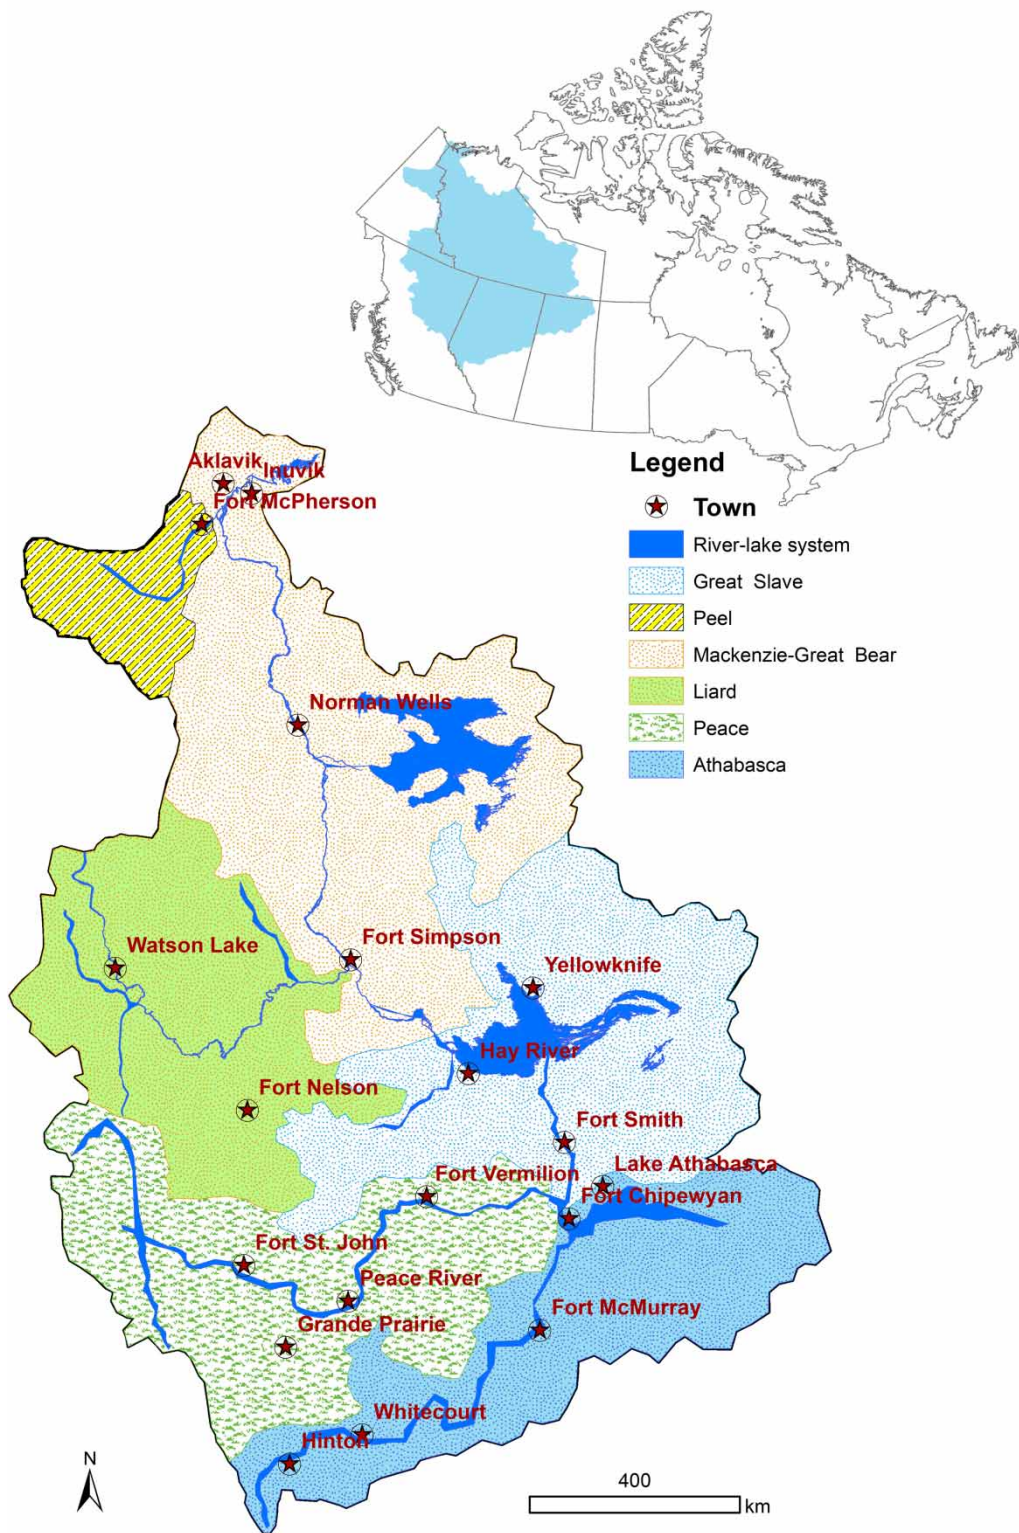 Aklavik
Inuvik
Fort McPherson
Legend
Town
River-lake system
Great Slave
Peel
Mackenzie-Great Bear
Liard
Peace
Athabasca
Norman Wells
Fort Simpson
Watson Lake
Yellowknife
Hay River
Fort Nelson
Fort Smith
Lake Athabasca
Fort Vermilion
Fort Chipewyan
Fort St. John
Peace River
Grande Prairie
Fort McMurray
Whitecourt
Hinton
N
400
km